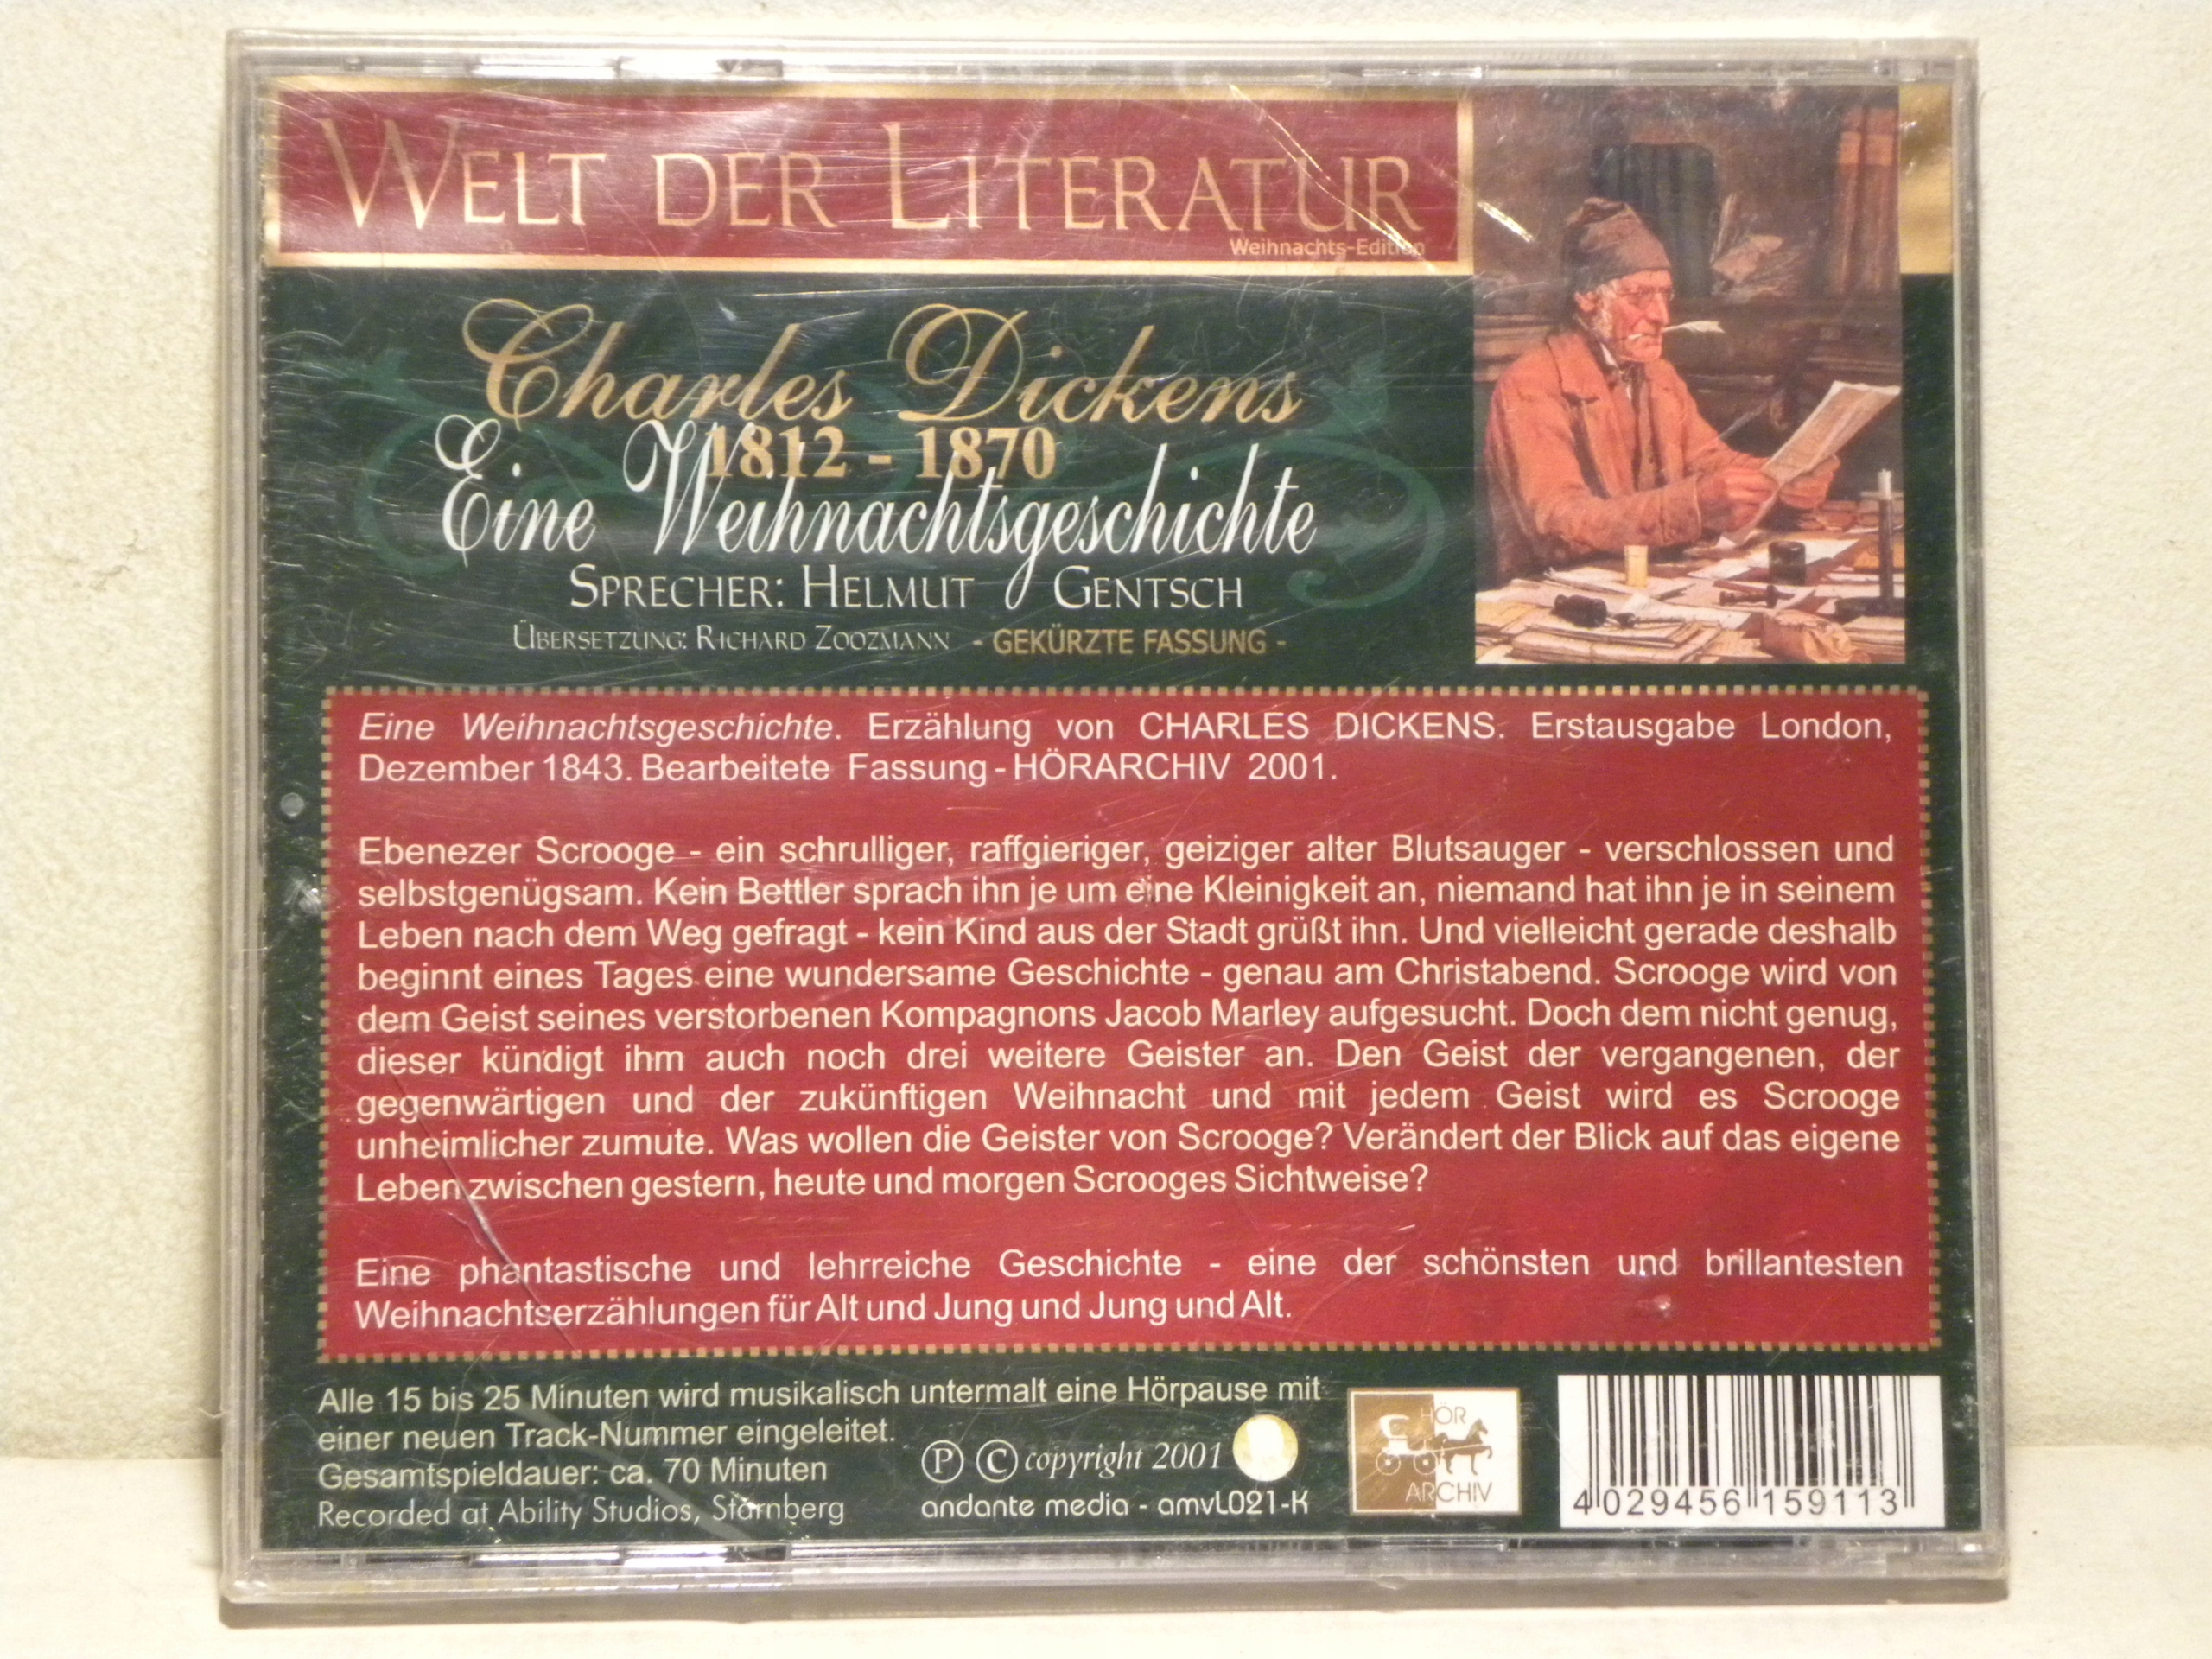 WELT DER LITERATUR
Weihnachts-Edition
Charles Dickens
1812 - 1870
Eine Weihnachtsgeschichte
SPRECHER: HELMUT GENTSCH
ÜBERSETZUNG: RICHARD ZOOZMANN - GEKÜRZTE FASSUNG -
Eine Weihnachtsgeschichte. Erzählung von CHARLES DICKENS. Erstausgabe London,
Dezember 1843. Bearbeitete Fassung - HÖRARCHIV 2001.
Ebenezer Scrooge - ein schrulliger, raffgieriger, geiziger alter Blutsauger - verschlossen und
selbstgenügsam. Kein Bettler sprach ihn je um eine Kleinigkeit an, niemand hat ihn je in seinem
Leben nach dem Weg gefragt - kein Kind aus der Stadt grüßt ihn. Und vielleicht gerade deshalb
beginnt eines Tages eine wundersame Geschichte - genau am Christabend. Scrooge wird von
dem Geist seines verstorbenen Kompagnons Jacob Marley aufgesucht. Doch dem nicht genug,
dieser kündigt ihm auch noch drei weitere Geister an. Den Geist der vergangenen, der
gegenwärtigen und der zukünftigen Weihnacht und mit jedem Geist wird es Scrooge
unheimlicher zumute. Was wollen die Geister von Scrooge? Verändert der Blick auf das eigene
Leben zwischen gestern, heute und morgen Scrooges Sichtweise?
Eine phantastische und lehrreiche Geschichte - eine der schönsten und brillantesten
Weihnachtserzählungen für Alt und Jung und Jung und Alt.
Alle 15 bis 25 Minuten wird musikalisch untermalt eine Hörpause mit
einer neuen Track-Nummer eingeleitet.
Gesamtspieldauer: ca. 70 Minuten
Recorded at Ability Studios, Starnberg
Ⓟ © copyright 2001
andante media - amvL021-K
HÖR
ARCHIV
4 029456 159113